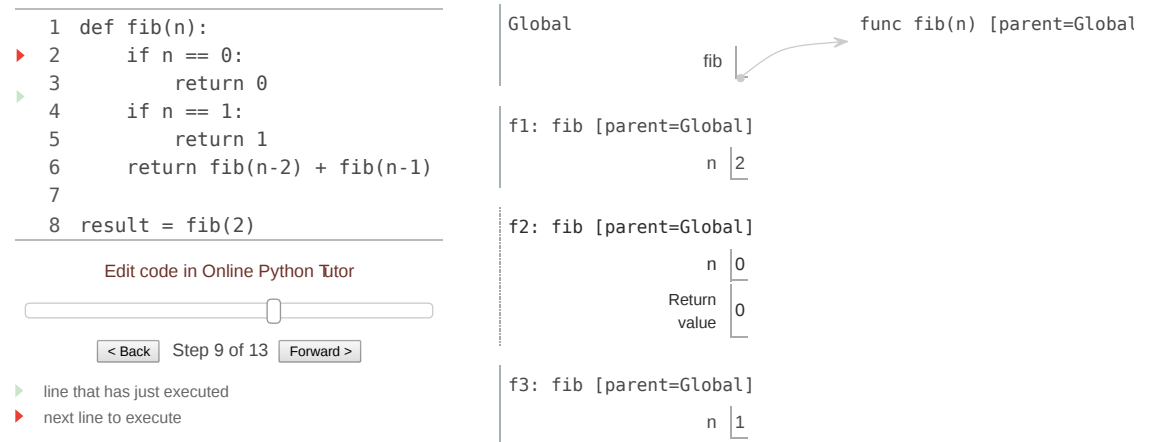 1 def fib(n):
2     if n == 0:
3         return 0
4     if n == 1:
5         return 1
6     return fib(n-2) + fib(n-1)
7
8 result = fib(2)
Edit code in Online Python Tutor
< Back Step 9 of 13 Forward >
line that has just executed
next line to execute
Global
fib
func fib(n) [parent=Global
f1: fib [parent=Global]
n 2
f2: fib [parent=Global]
n 0
Return
value 0
f3: fib [parent=Global]
n 1